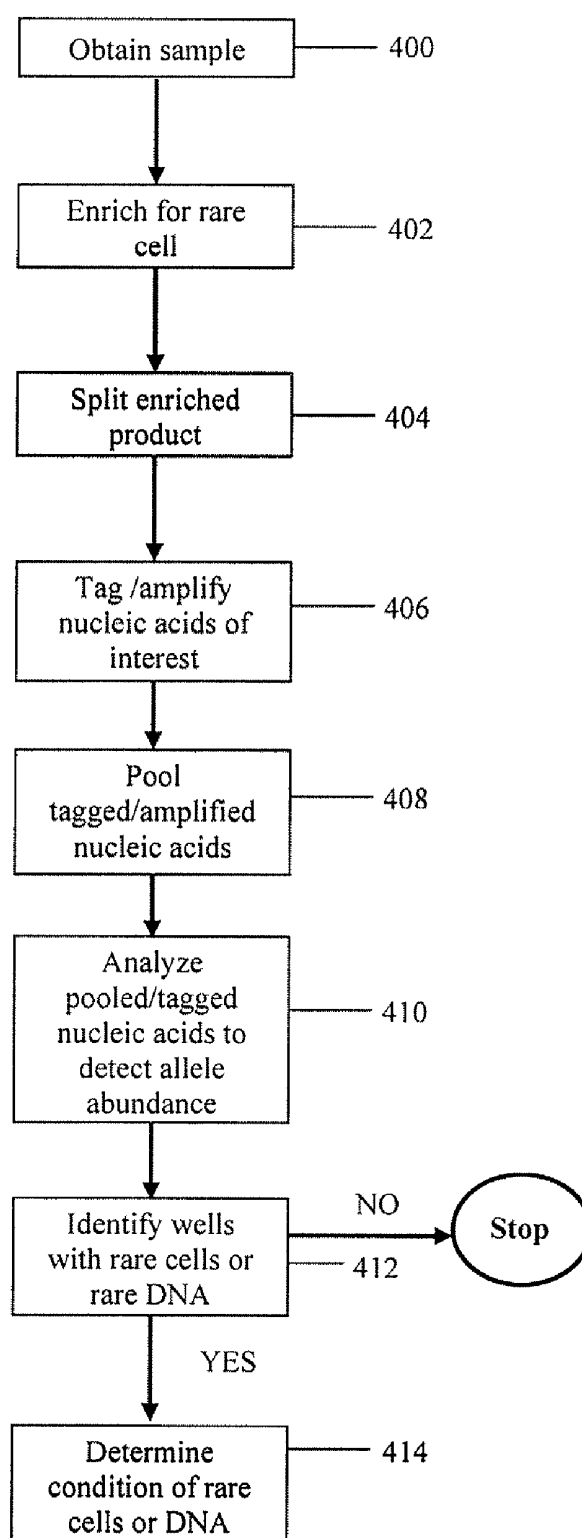 Obtain sample
400
Enrich for rare
cell
402
Split enriched
product
404
Tag /amplify
nucleic acids of
interest
406
Pool
tagged/amplified
nucleic acids
408
Analyze
pooled/tagged
nucleic acids to
detect allele
abundance
410
Identify wells
with rare cells or
rare DNA
412
NO
Stop
YES
Determine
condition of rare
cells or DNA
414